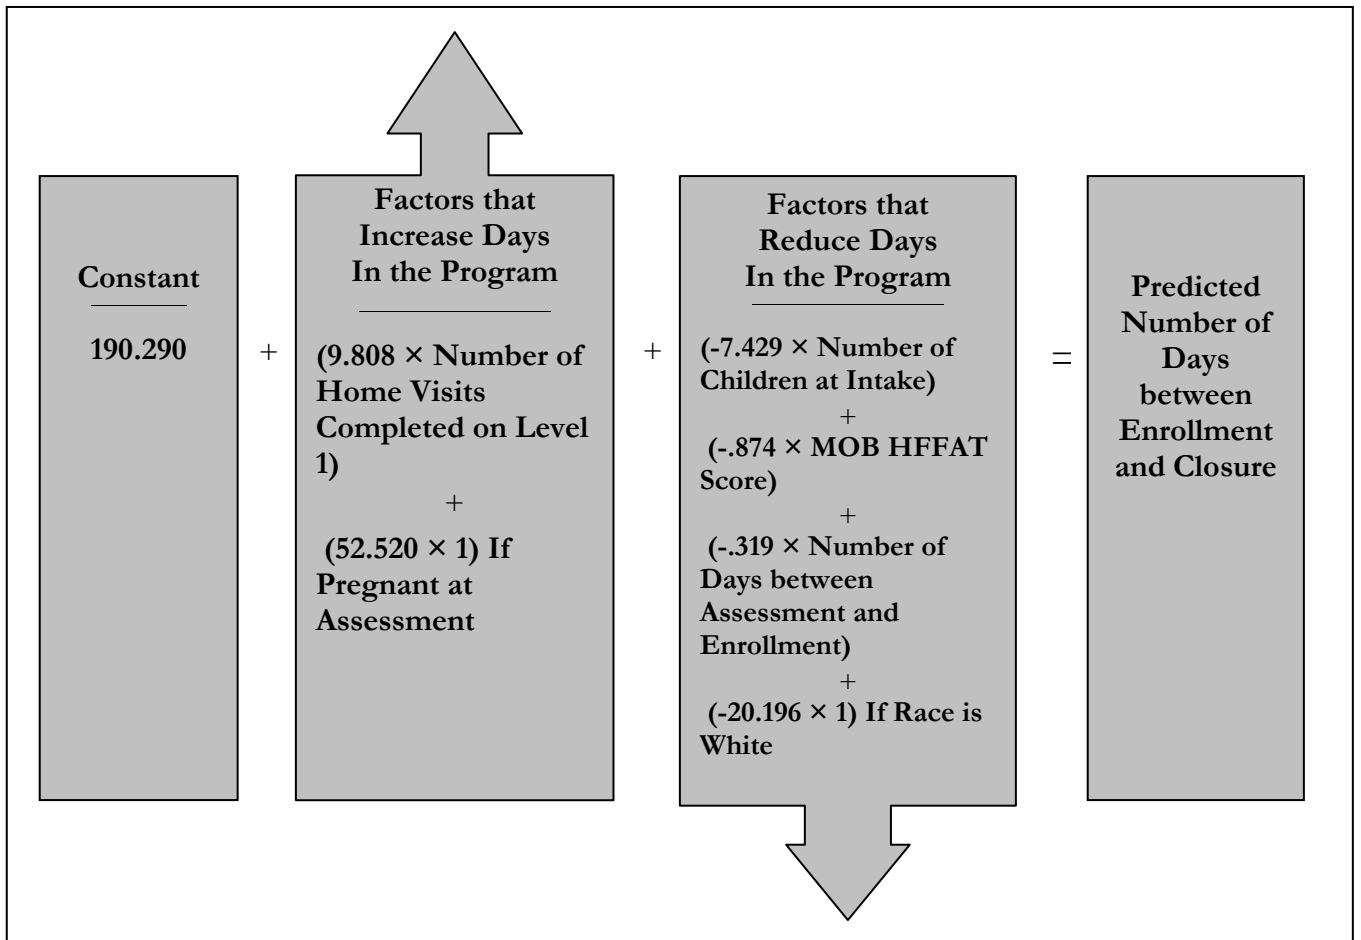 Constant
190.290
+
Factors that
Increase Days
In the Program
(9.808 × Number of
Home Visits
Completed on Level
1)
+
(52.520 × 1) If
Pregnant at
Assessment
+
Factors that
Reduce Days
In the Program
(-7.429 × Number of
Children at Intake)
+
(-.874 × MOB HFFAT
Score)
+
(-.319 × Number of
Days between
Assessment and
Enrollment)
+
(-20.196 × 1) If Race is
White
=
Predicted
Number of
Days
between
Enrollment
and Closure